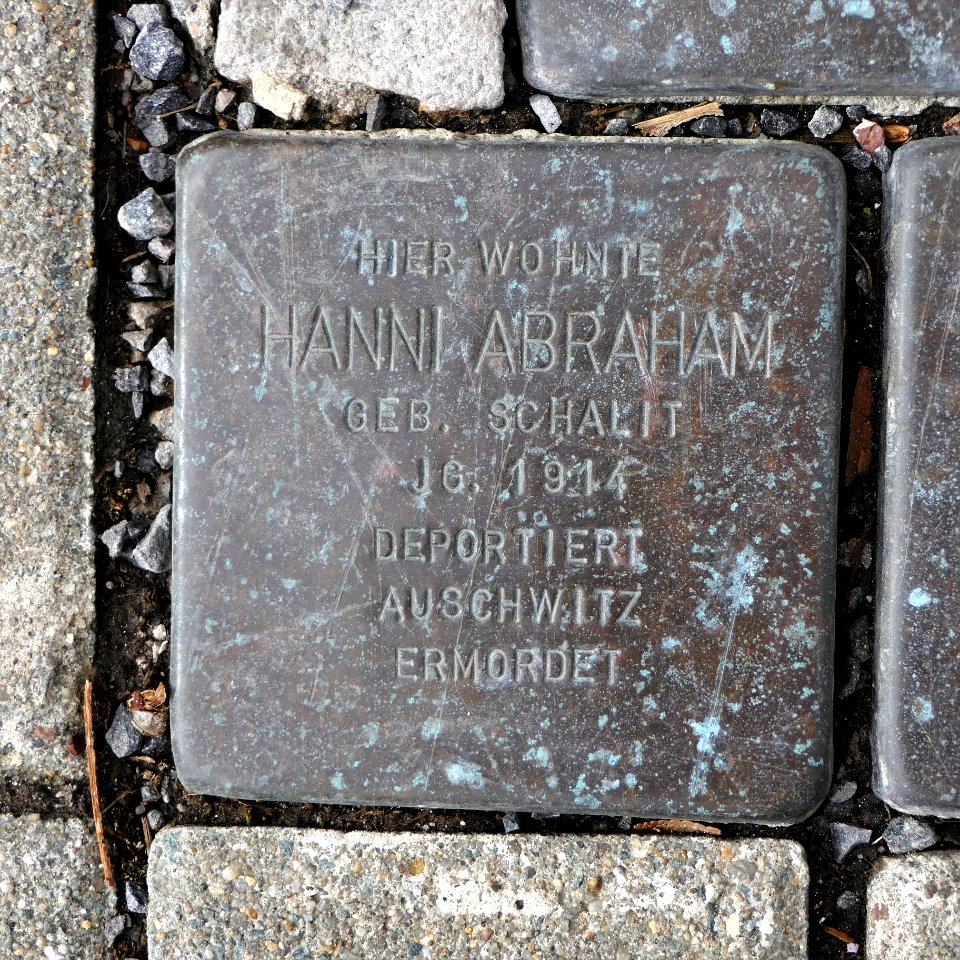 HIER WOHNTE
HANNI ABRAHAM
GEB. SCHALIT
JG. 1914
DEPORTIERT
AUSCHWITZ
ERMORDET